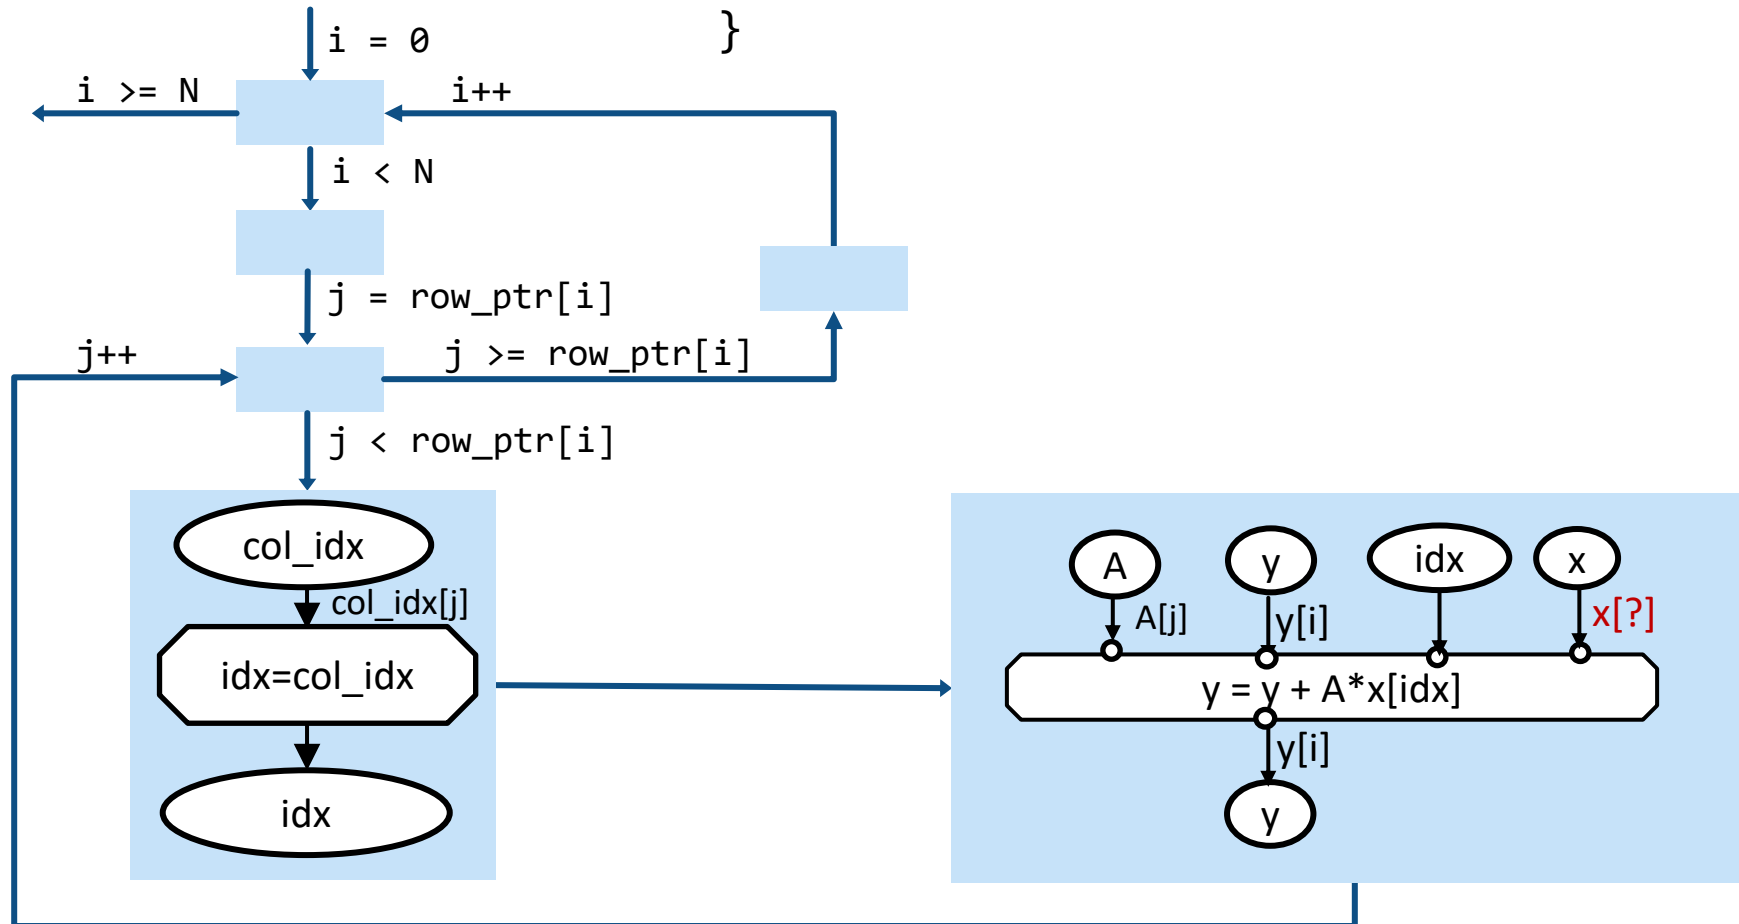 i = 0
}
i >= N
i++
i < N
j = row_ptr[i]
j++
j >= row_ptr[i]
j < row_ptr[i]
col_idx
col_idx[j]
idx=col_idx
idx
A
y
idx
x
A[j]
y[i]
x[?]
y = y + A*x[idx]
y[i]
y